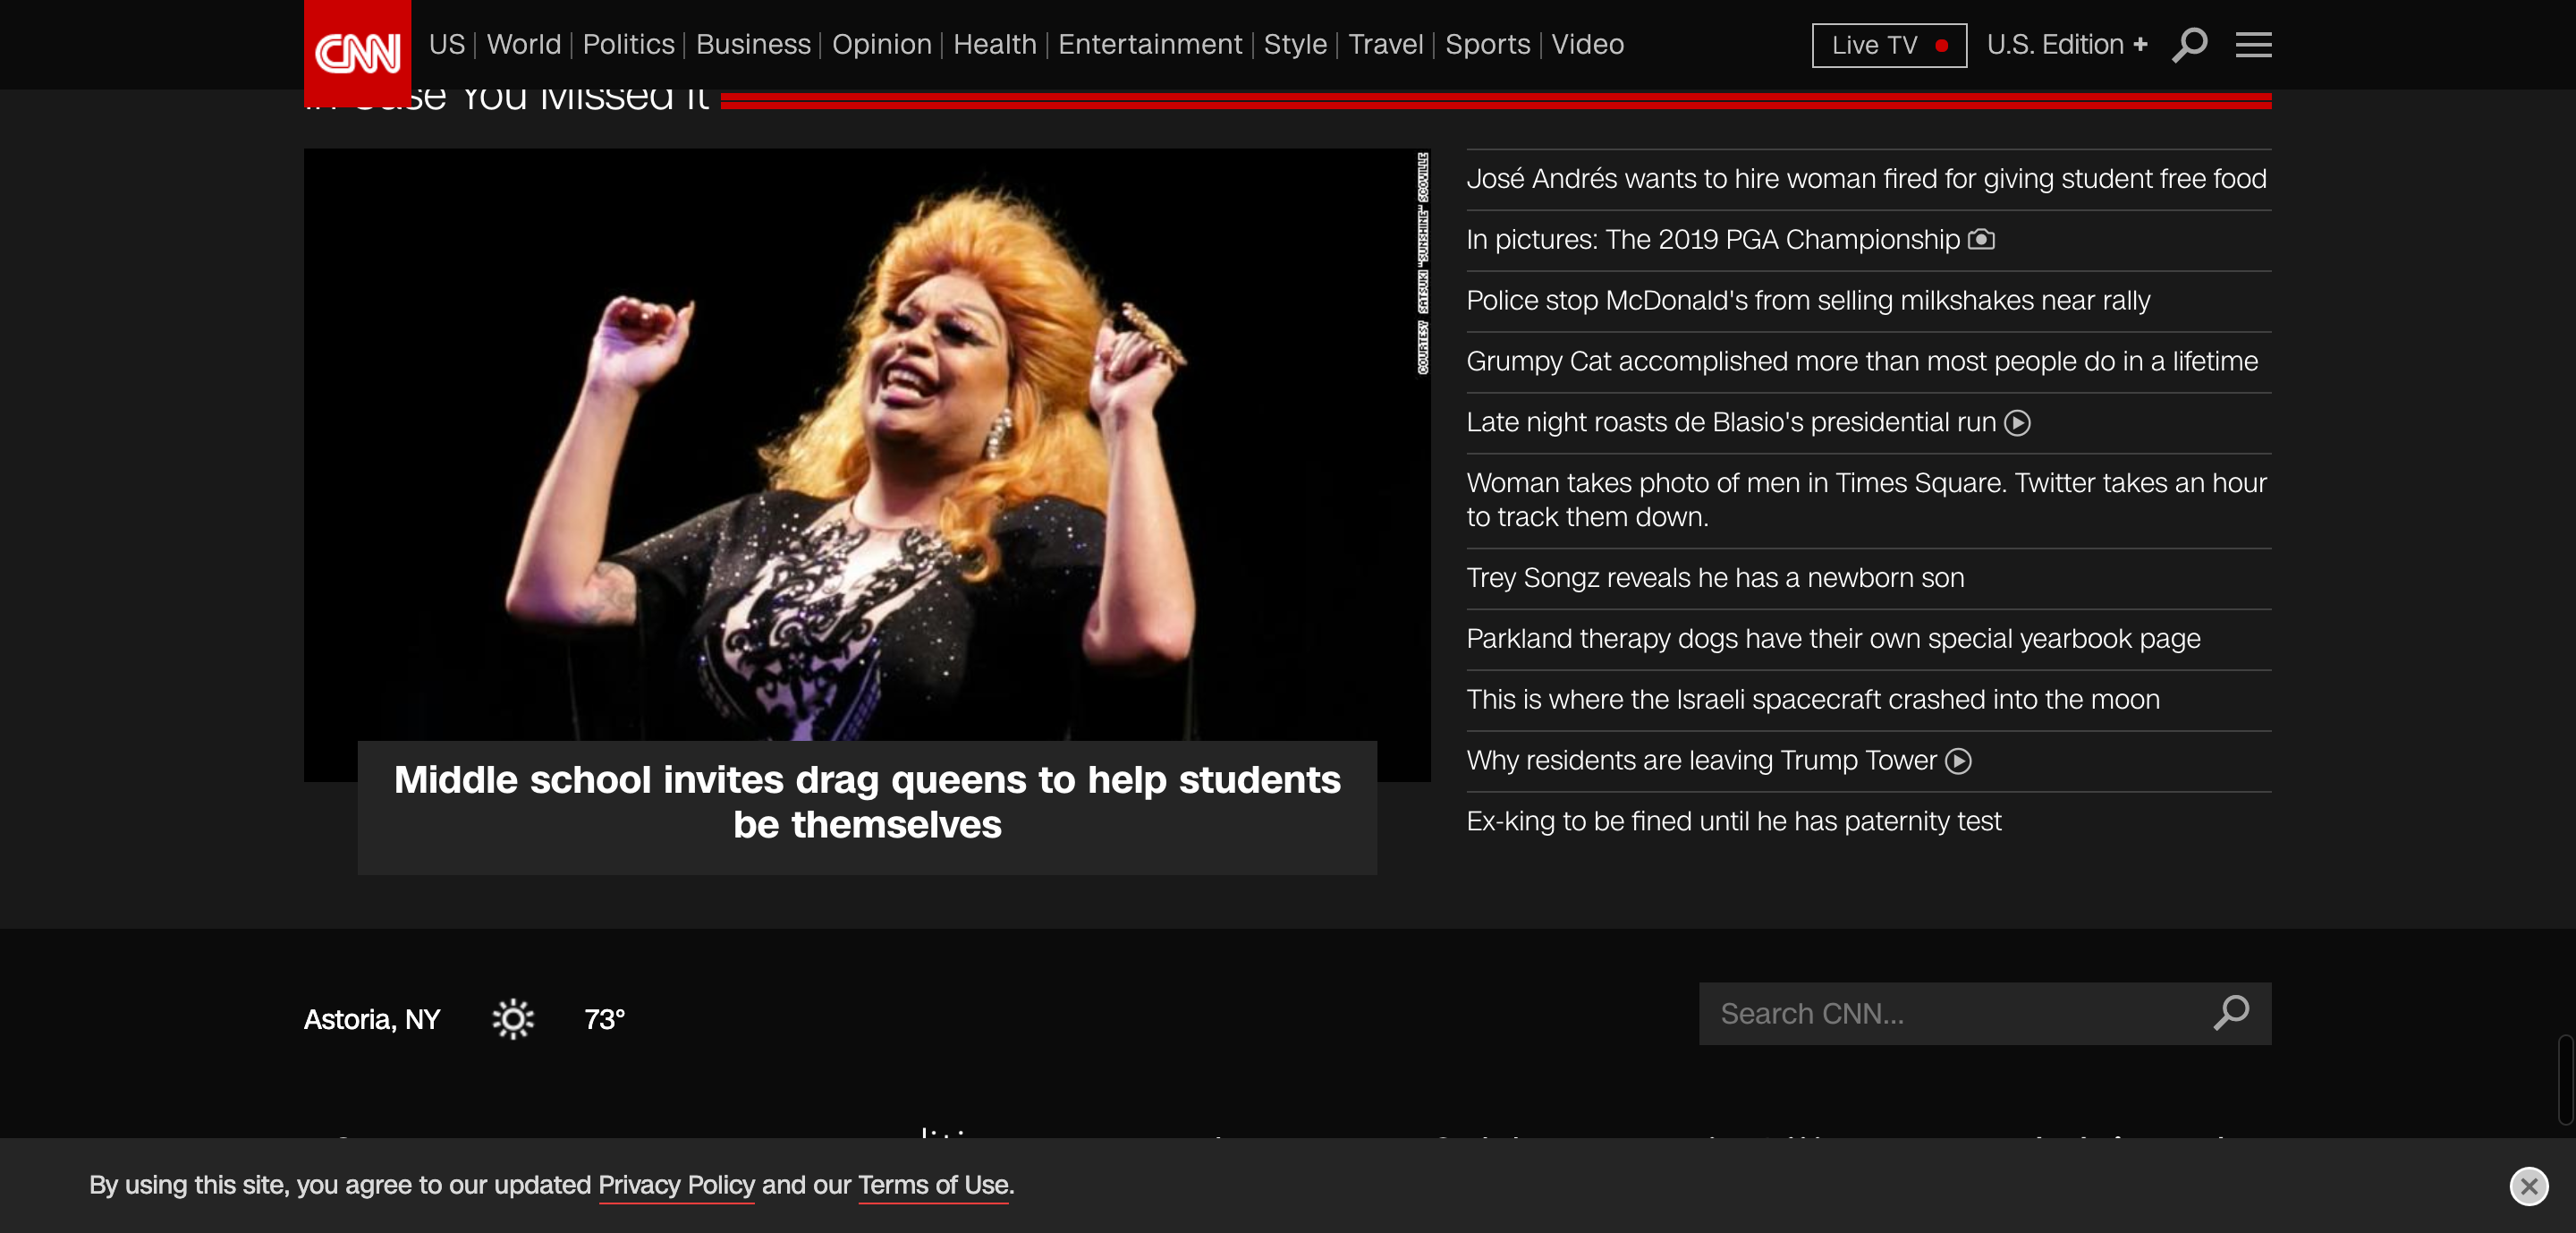 CNN
US World Politics Business Opinion Health Entertainment Style Travel Sports Video
Live TV
U.S. Edition +
In Case You Missed It
COURTESY SATSUKI "SUNSHINE" SCOVILLE
Middle school invites drag queens to help students
be themselves
José Andrés wants to hire woman fired for giving student free food
In pictures: The 2019 PGA Championship
Police stop McDonald's from selling milkshakes near rally
Grumpy Cat accomplished more than most people do in a lifetime
Late night roasts de Blasio's presidential run
Woman takes photo of men in Times Square. Twitter takes an hour
to track them down.
Trey Songz reveals he has a newborn son
Parkland therapy dogs have their own special yearbook page
This is where the Israeli spacecraft crashed into the moon
Why residents are leaving Trump Tower
Ex-king to be fined until he has paternity test
Astoria, NY
73°
Search CNN...
By using this site, you agree to our updated Privacy Policy and our Terms of Use.